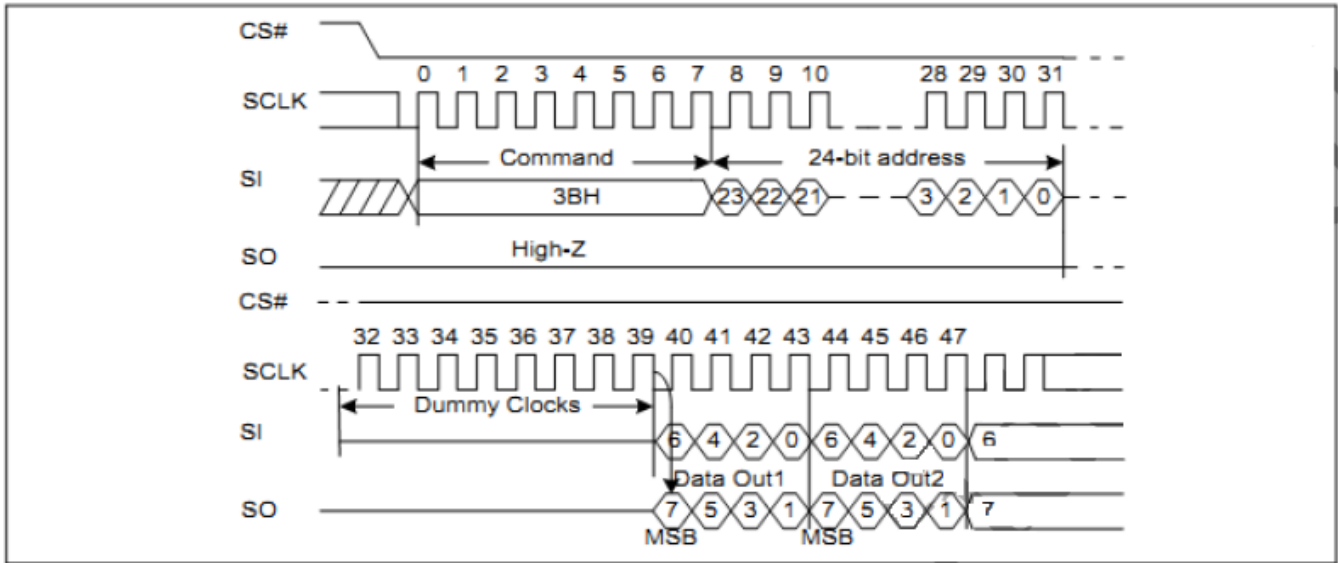 CS#
0 1 2 3 4 5 6 7 8 9 10 28 29 30 31
SCLK
Command 24-bit address
SI
3BH 23 22 21 3 2 1 0
High-Z
SO
CS#
32 33 34 35 36 37 38 39 40 41 42 43 44 45 46 47
SCLK
Dummy Clocks
SI
6 4 2 0 6 4 2 0 6
Data Out1 Data Out2
SO
7 5 3 1 7 5 3 1 7
MSB MSB